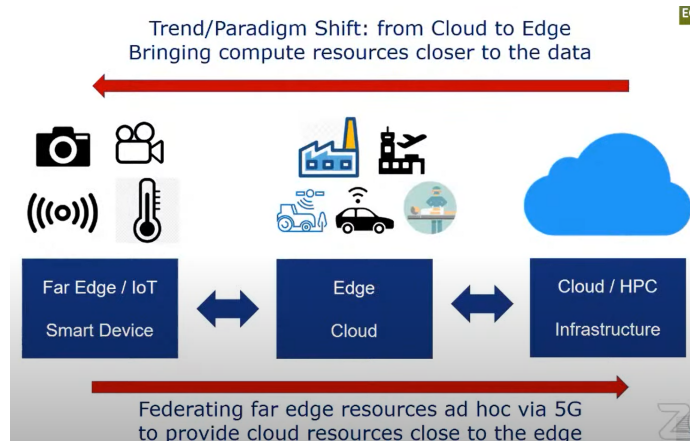 Trend/Paradigm Shift: from Cloud to Edge
Bringing compute resources closer to the data
Far Edge / IoT
Smart Device
Edge
Cloud
Cloud / HPC
Infrastructure
Federating far edge resources ad hoc via 5G
to provide cloud resources close to the edge